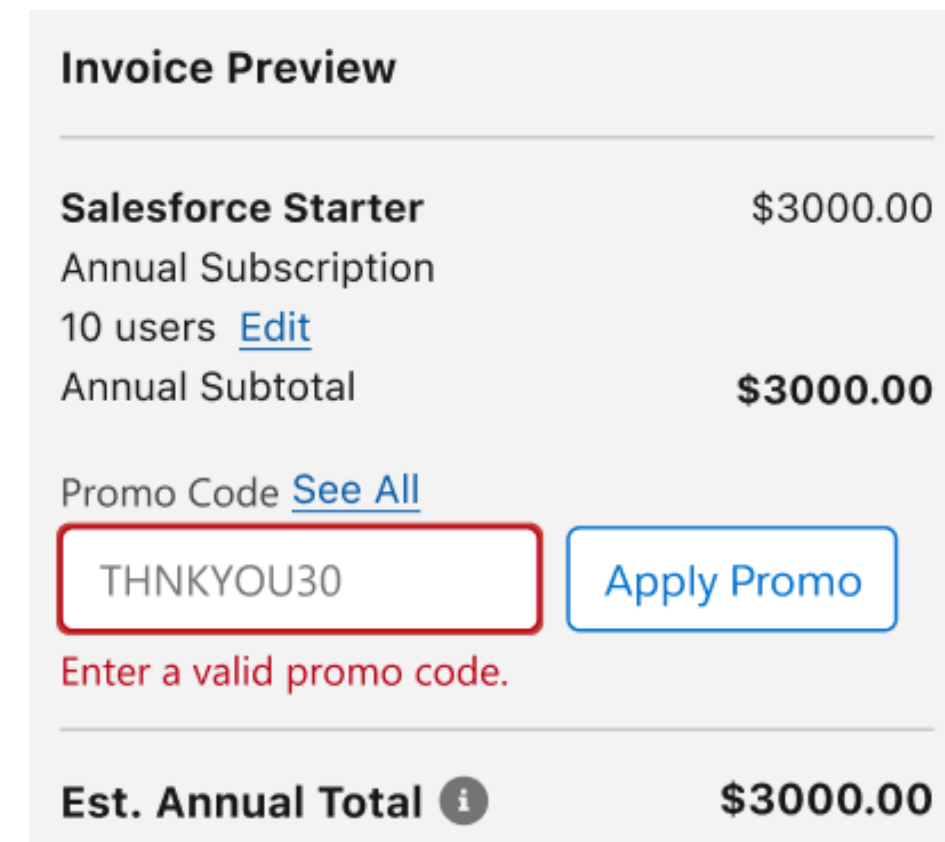 Invoice Preview
Salesforce Starter $3000.00
Annual Subscription
10 users Edit
Annual Subtotal $3000.00
Promo Code See All
THNKYOU30 Apply Promo
Enter a valid promo code.
Est. Annual Total $3000.00